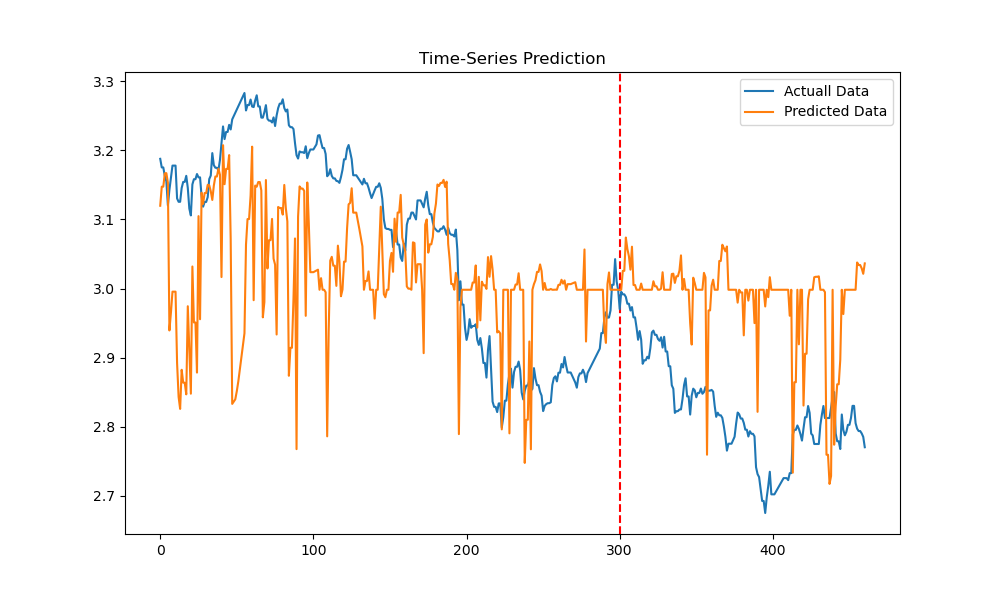 Time-Series Prediction
Actuall Data
Predicted Data
3.3
3.2
3.1
3.0
2.9
2.8
2.7
0 100 200 300 400